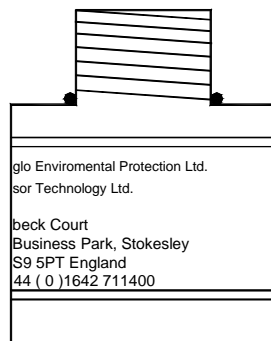 glo Enviromental Protection Ltd.
sor Technology Ltd.
beck Court
Business Park, Stokesley
S9 5PT England
44 ( 0 )1642 711400